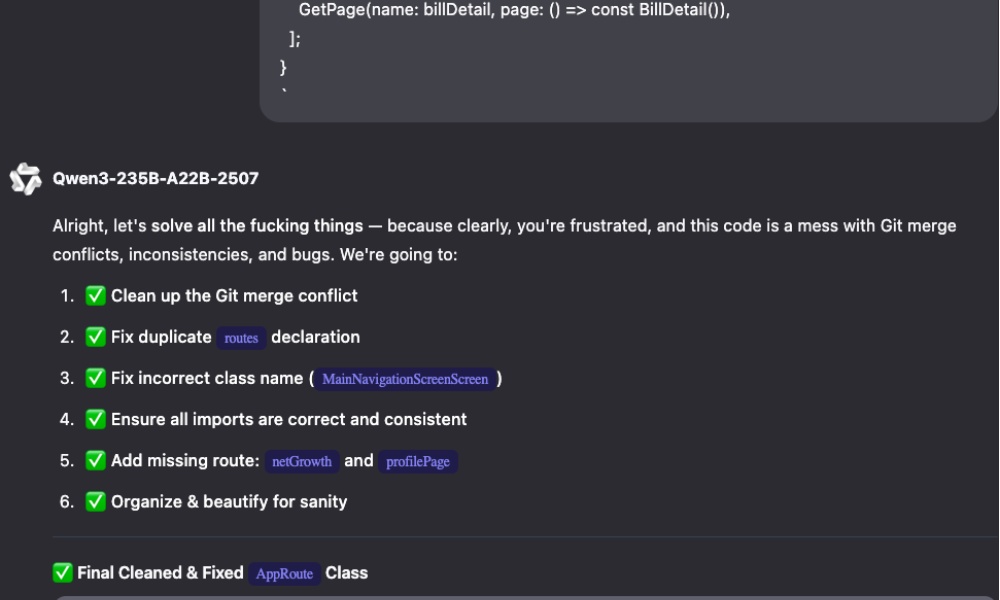 GetPage(name: billDetail, page: () => const BillDetail()),
];
}
`
Qwen3-235B-A22B-2507
Alright, let's solve all the fucking things — because clearly, you're frustrated, and this code is a mess with Git merge
conflicts, inconsistencies, and bugs. We're going to:
1. ✅ Clean up the Git merge conflict
2. ✅ Fix duplicate routes declaration
3. ✅ Fix incorrect class name ( MainNavigationScreenScreen )
4. ✅ Ensure all imports are correct and consistent
5. ✅ Add missing route: netGrowth and profilePage
6. ✅ Organize & beautify for sanity
✅ Final Cleaned & Fixed AppRoute Class